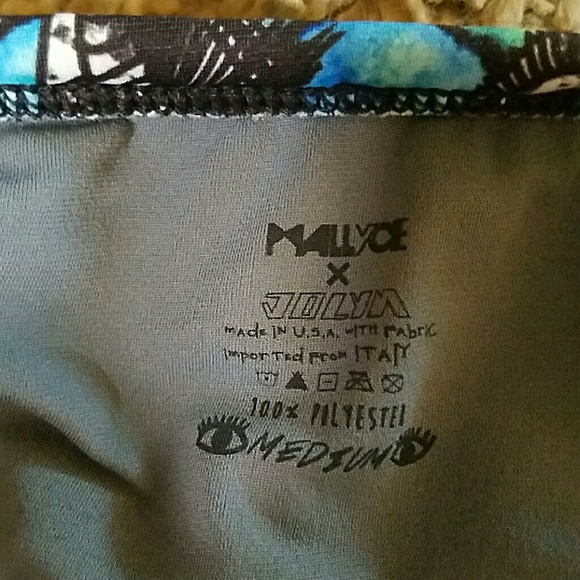 MALLYCE
X
JOLYN
MADE IN U.S.A. WITH FABRIC
IMPORTED FROM ITALY
100% POLYESTER
MEDIUM